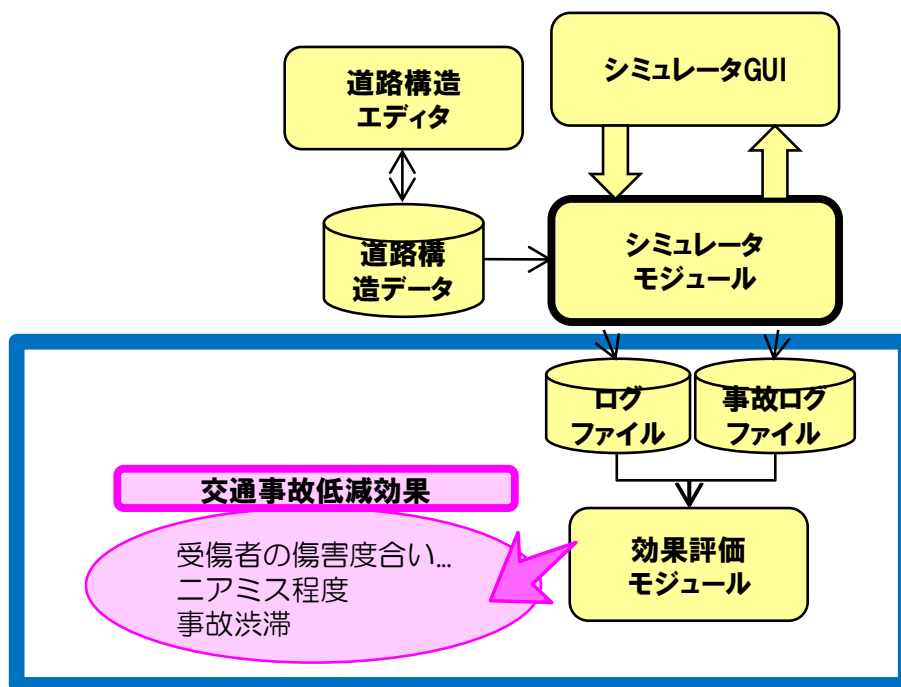 シミュレータGUI
道路構造
エディタ
シミュレータ
モジュール
道路構
造データ
ログ
ファイル
事故ログ
ファイル
交通事故低減効果
効果評価
モジュール
受傷者の傷害度合い...
ニアミス程度
事故渋滞